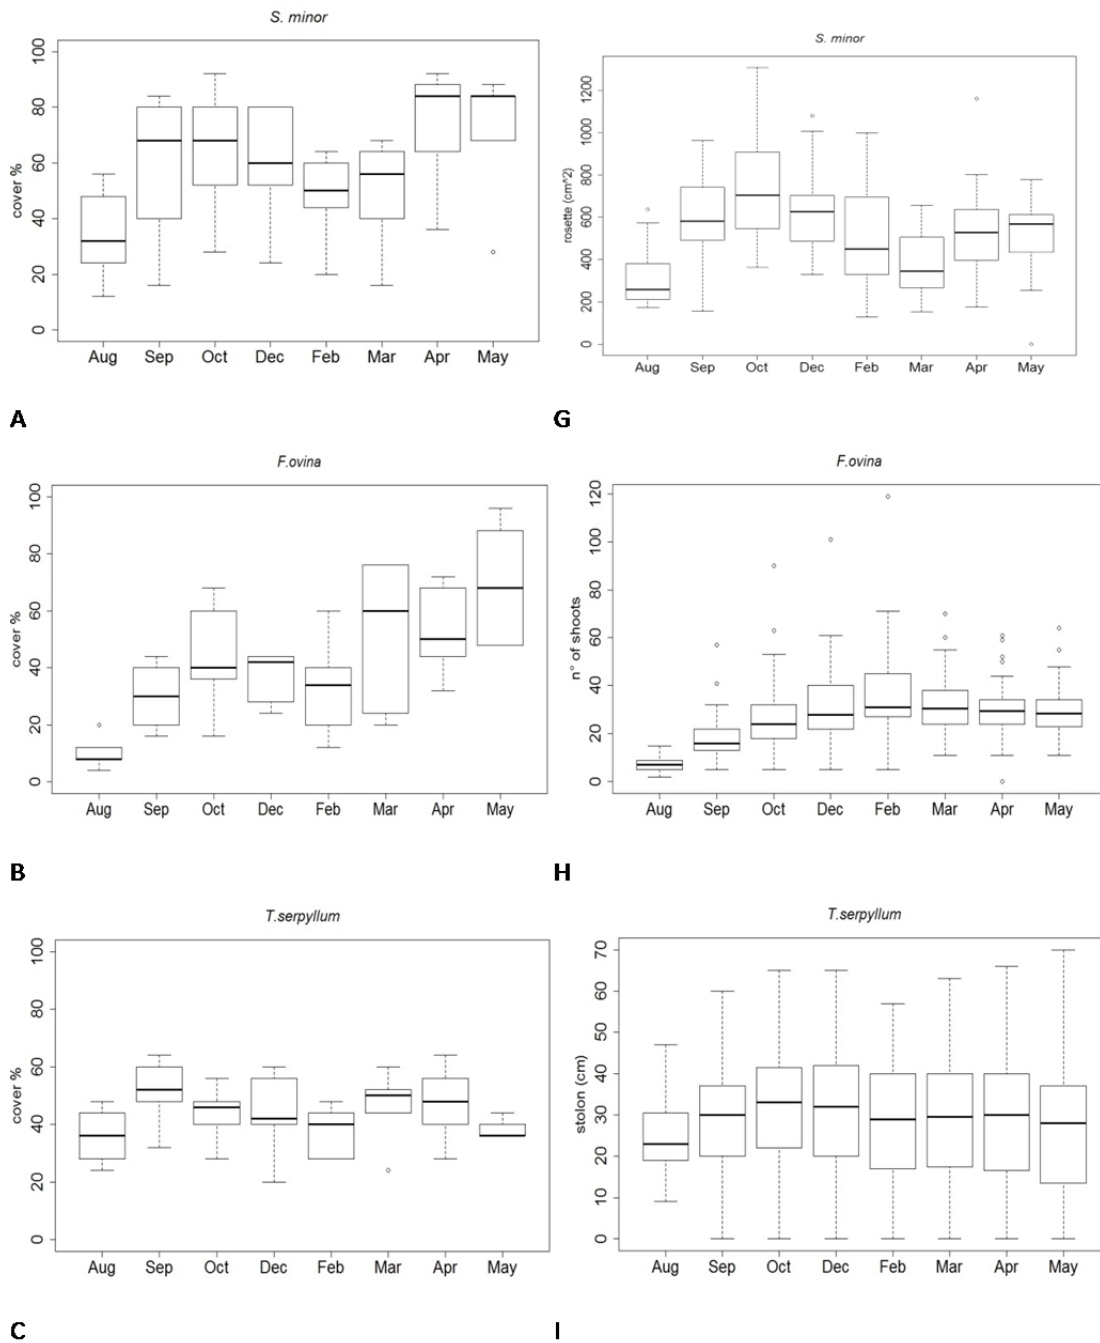 S. minor
100
80
60
40
20
0
cover %
Aug Sep Oct Dec Feb Mar Apr May
A
S. minor
1200
1000
800
600
400
200
0
rosette (cm^2)
Aug Sep Oct Dec Feb Mar Apr May
G
F.ovina
100
80
60
40
20
0
cover %
Aug Sep Oct Dec Feb Mar Apr May
B
F.ovina
120
100
80
60
40
20
0
n° of shoots
Aug Sep Oct Dec Feb Mar Apr May
H
T.serpyllum
100
80
60
40
20
0
cover %
Aug Sep Oct Dec Feb Mar Apr May
C
T.serpyllum
70
60
50
40
30
20
10
0
stolon (cm)
Aug Sep Oct Dec Feb Mar Apr May
I